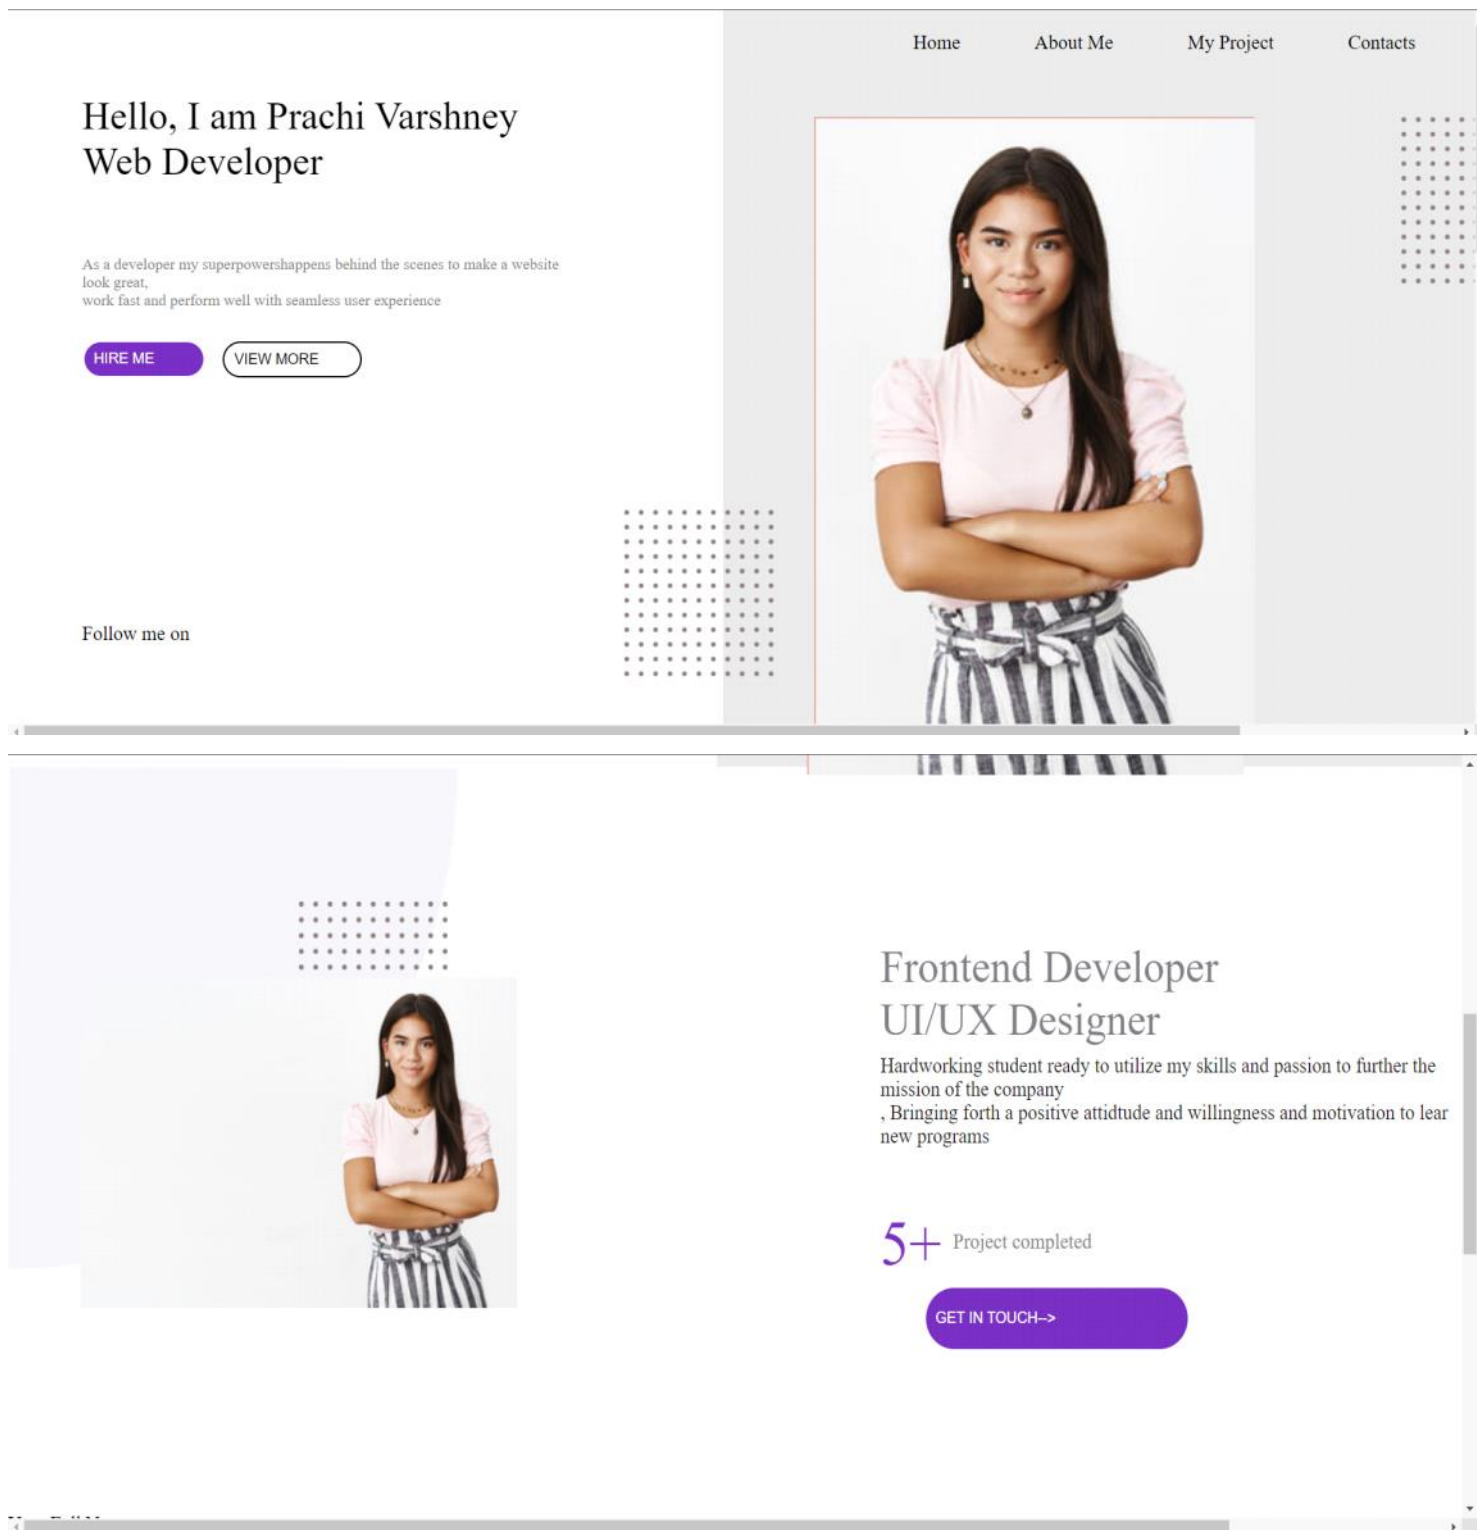 Home About Me My Project Contacts
Hello, I am Prachi Varshney
Web Developer
As a developer my superpowershappens behind the scenes to make a website
look great,
work fast and perform well with seamless user experience
HIRE ME VIEW MORE
Follow me on
Frontend Developer
UI/UX Designer
Hardworking student ready to utilize my skills and passion to further the
mission of the company
, Bringing forth a positive attidtude and willingness and motivation to lear
new programs
5+ Project completed
GET IN TOUCH-->